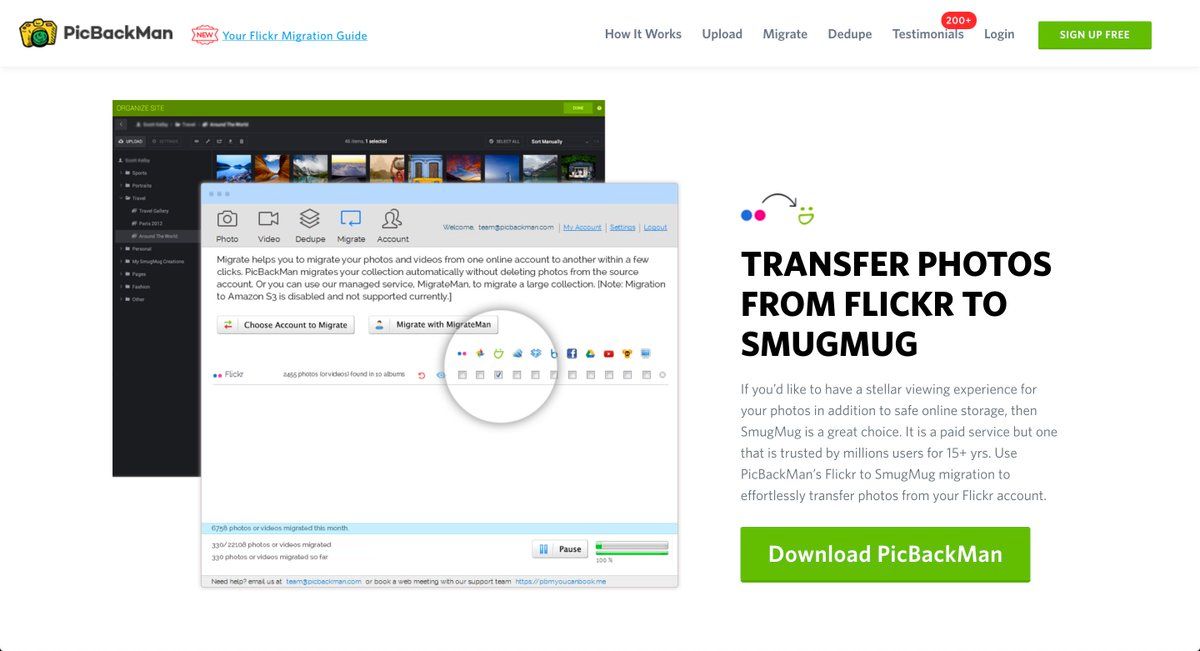 PicBackMan
NEW
Your Flickr Migration Guide
How It Works
Upload
Migrate
Dedupe
200+
Testimonials
Login
SIGN UP FREE
ORGANIZE SITE
DONE
Scott Kelby
Travel
Around The World
UPLOAD
SETTINGS
45 items, 1 selected
SELECT ALL
Sort Manually
Scott Kelby
Sports
Portraits
Travel
Travel Gallery
Paris 2012
Around The World
Personal
My SmugMug Creations
Pages
Fashion
Other
Photo
Video
Dedupe
Migrate
Account
Welcome, team@picbackman.com
My Account
Settings
Logout
Migrate helps you to migrate your photos and videos from one online account to another within a few
clicks. PicBackMan migrates your collection automatically without deleting photos from the source
account. Or you can use our managed service, MigrateMan, to migrate a large collection. [Note: Migration
to Amazon S3 is disabled and not supported currently.]
Choose Account to Migrate
Migrate with MigrateMan
Flickr
2455 photos (or videos) found in 10 albums
6758 photos or videos migrated this month.
330/22108 photos or videos migrated
330 photos or videos migrated so far
Pause
100 %
Need help? email us at team@picbackman.com or book a web meeting with our support team https://pbm.youcanbook.me
TRANSFER PHOTOS
FROM FLICKR TO
SMUGMUG
If you’d like to have a stellar viewing experience for
your photos in addition to safe online storage, then
SmugMug is a great choice. It is a paid service but one
that is trusted by millions users for 15+ yrs. Use
PicBackMan’s Flickr to SmugMug migration to
effortlessly transfer photos from your Flickr account.
Download PicBackMan